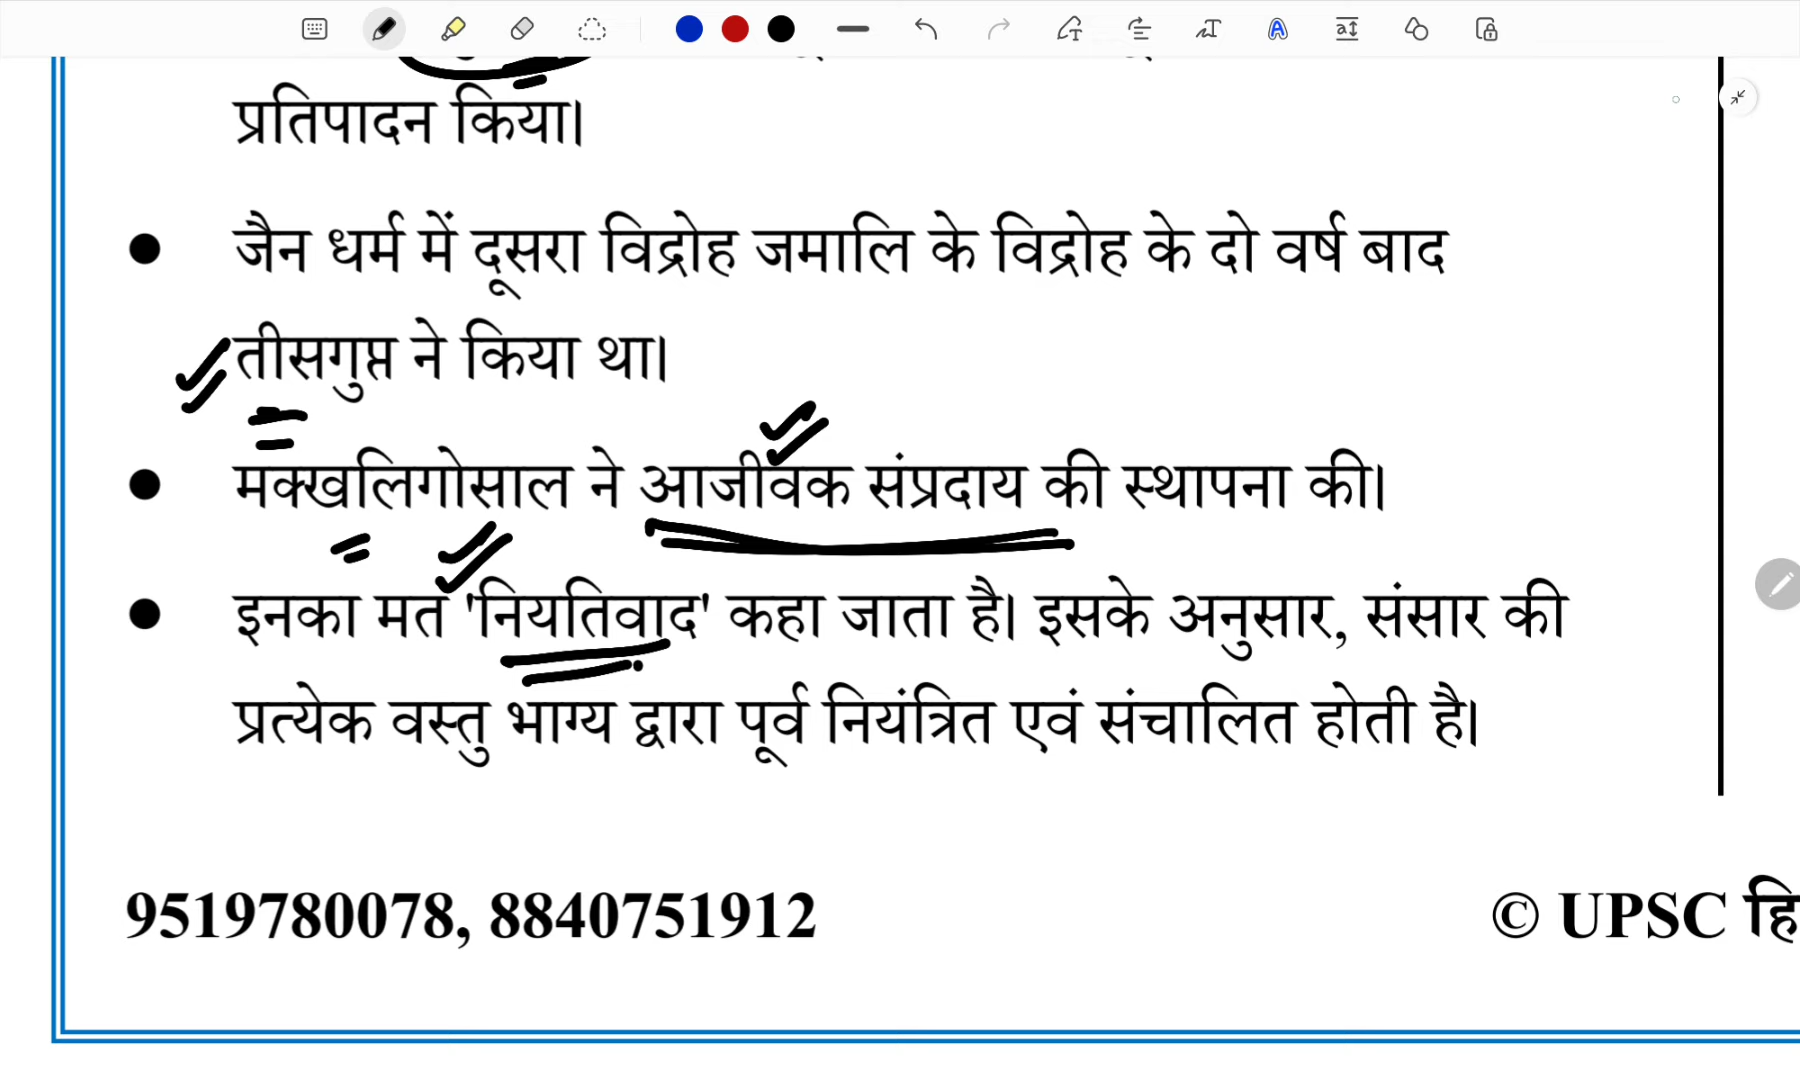 प्रतिपादन किया।
● जैन धर्म में दूसरा विद्रोह जमालि के विद्रोह के दो वर्ष बाद
तीसगुप्त ने किया था।
● मक्खलिगोसाल ने आजीवक संप्रदाय की स्थापना की।
● इनका मत 'नियतिवाद' कहा जाता है। इसके अनुसार, संसार की
प्रत्येक वस्तु भाग्य द्वारा पूर्व नियंत्रित एवं संचालित होती है।
9519780078, 8840751912
© UPSC हि